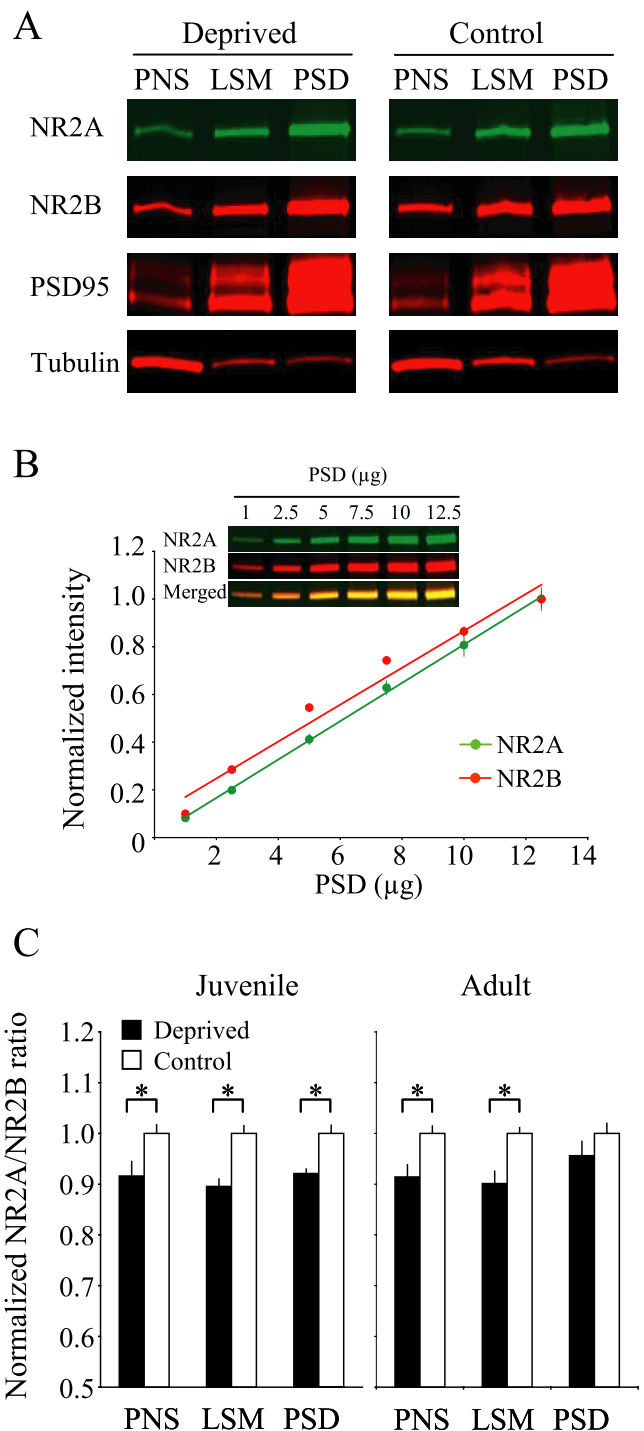 A
Deprived Control
PNS LSM PSD PNS LSM PSD
NR2A
NR2B
PSD95
Tubulin
B
PSD (µg)
1 2.5 5 7.5 10 12.5
NR2A
NR2B
Merged
Normalized intensity
1.2
1.0
0.8
0.6
0.4
0.2
0
NR2A
NR2B
2 4 6 8 10 12 14
PSD (µg)
C
Juvenile Adult
Normalized NR2A/NR2B ratio
1.2
1.1
1.0
0.9
0.8
0.7
0.6
0.5
Deprived
Control
* * * * *
PNS LSM PSD PNS LSM PSD